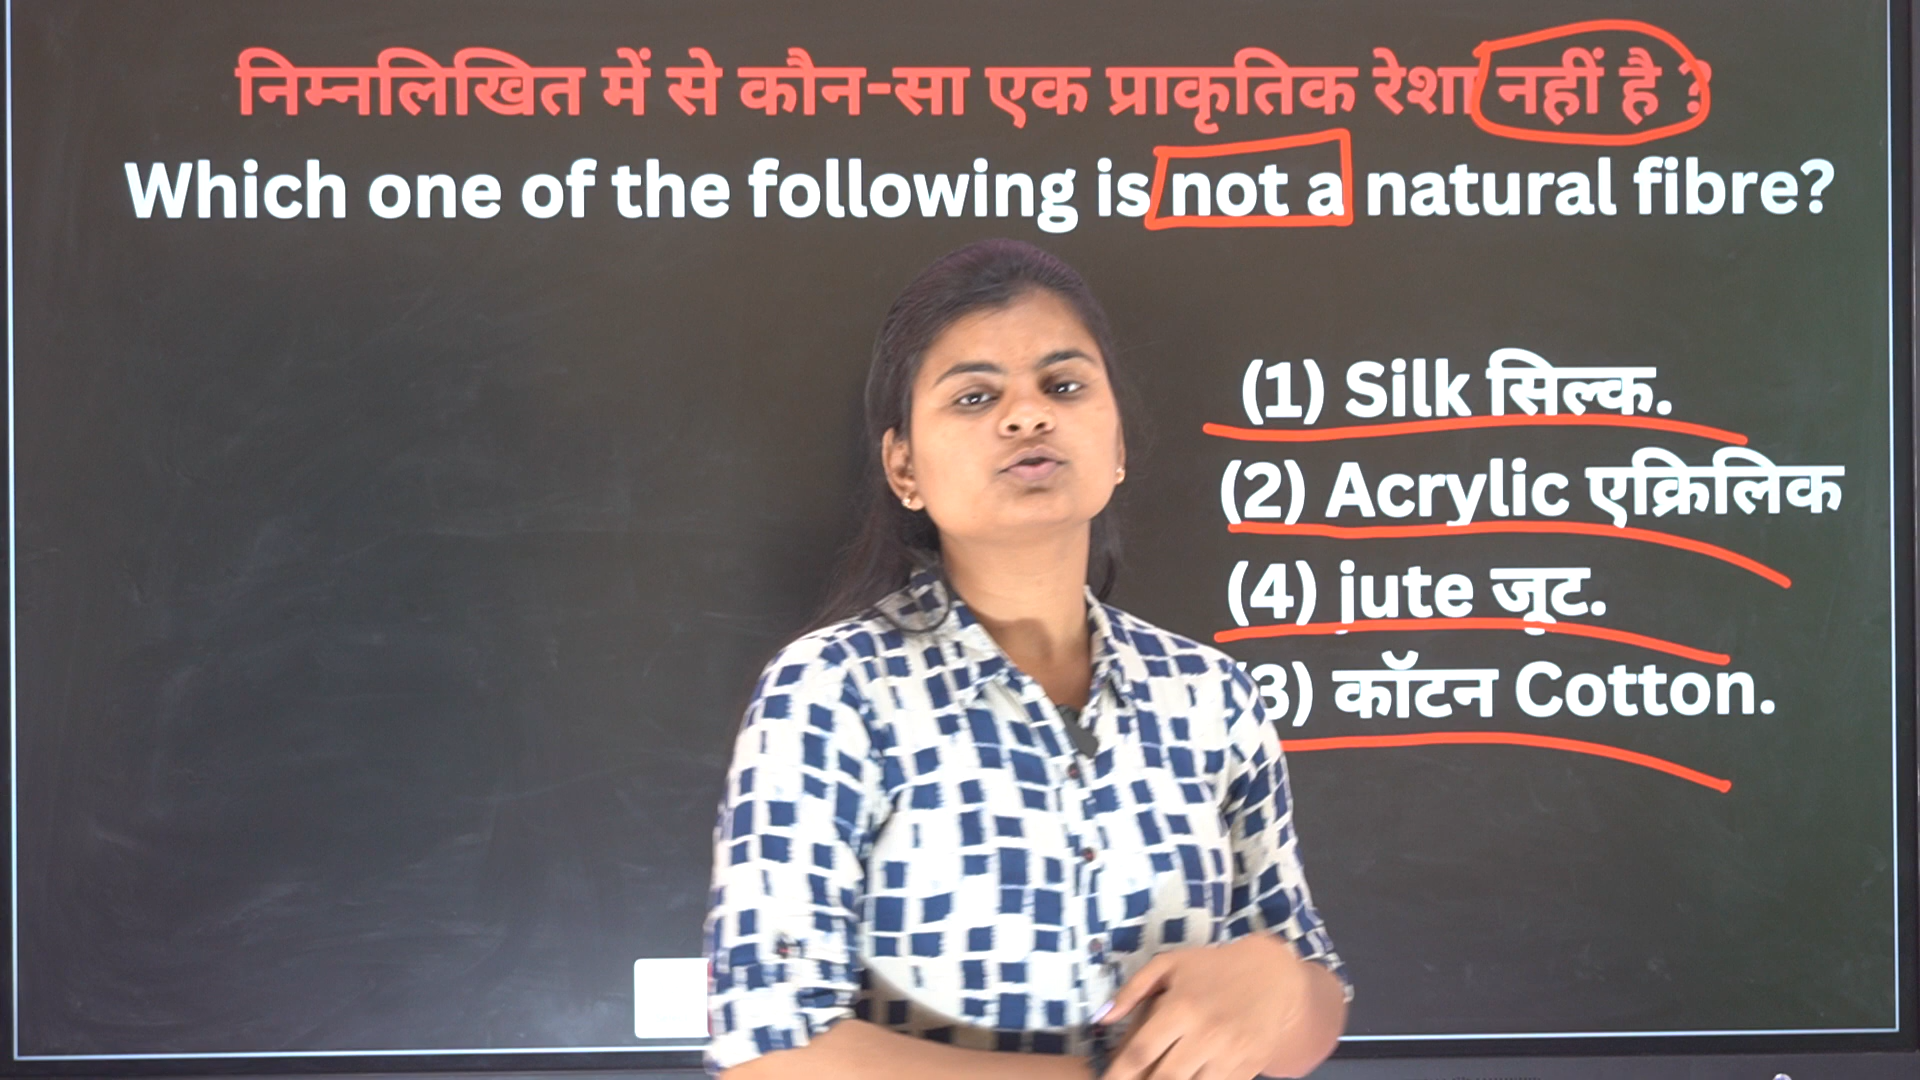 निम्नलिखित में से कौन-सा एक प्राकृतिक रेशा नहीं है ?
Which one of the following is not a natural fibre?
(1) Silk सिल्क.
(2) Acrylic एक्रिलिक
(4) jute जूट.
3) कॉटन Cotton.